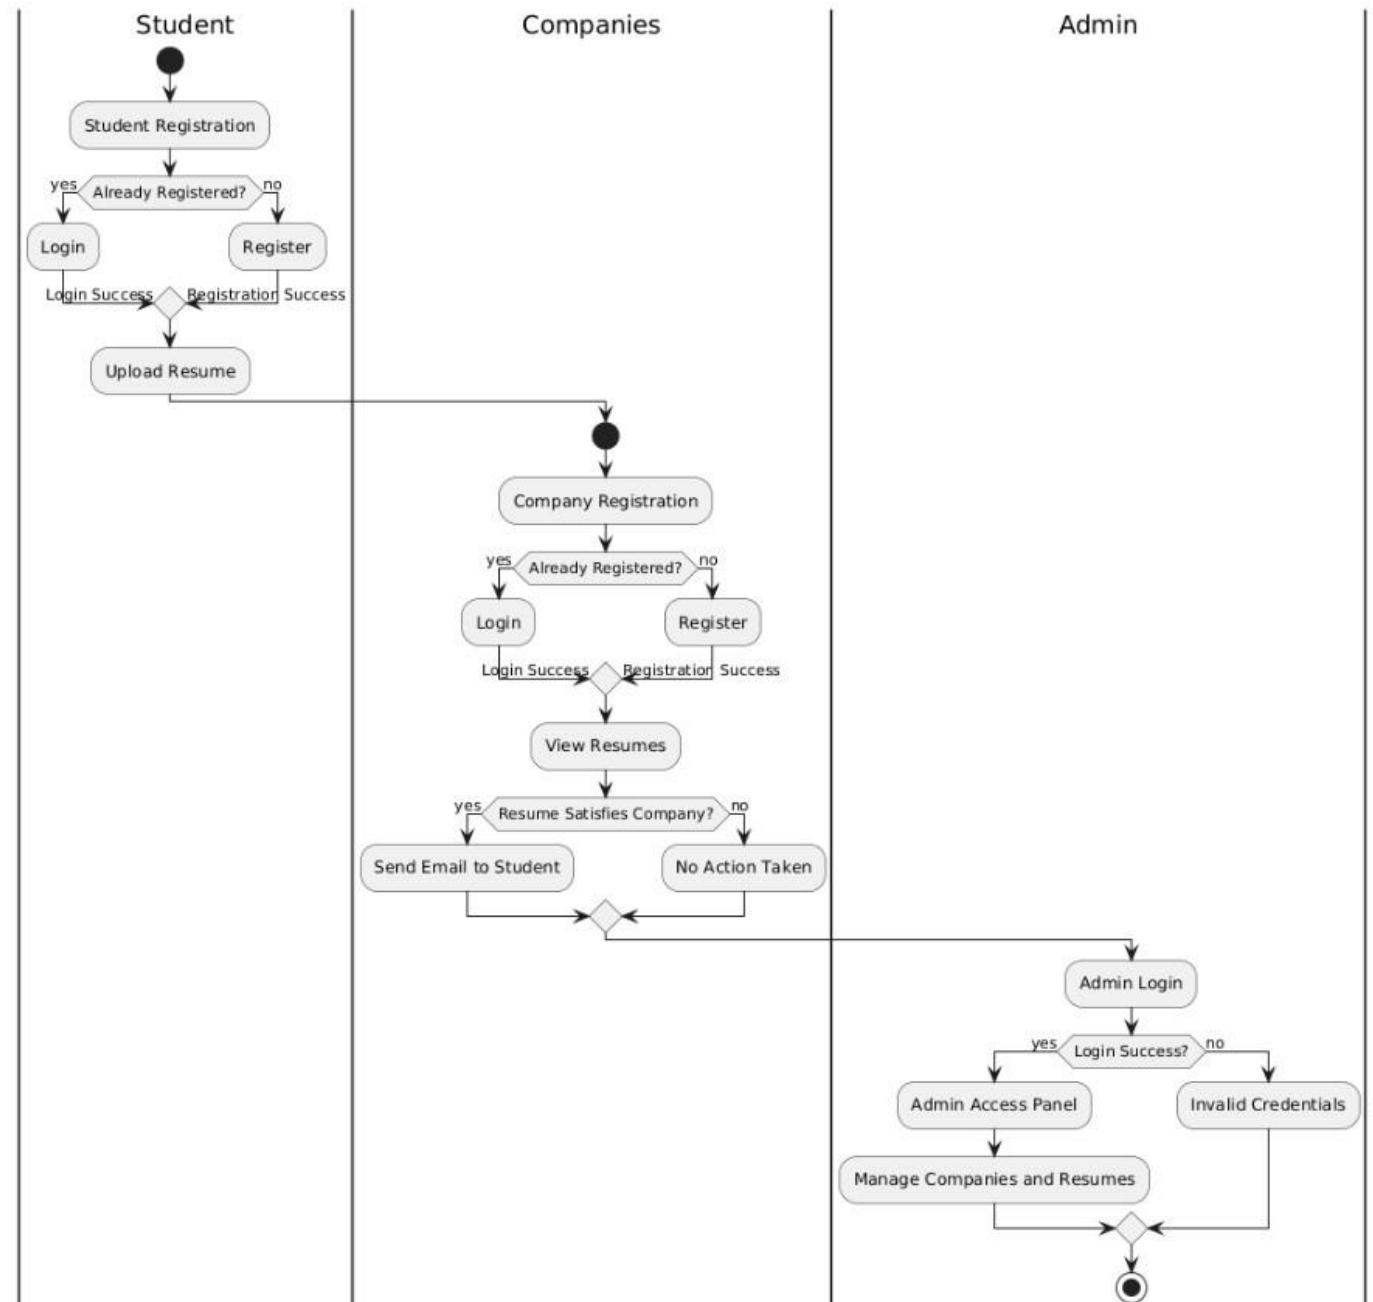 Student
Companies
Admin
Student Registration
yes
Already Registered?
no
Login
Register
Login Success
Registration Success
Upload Resume
Company Registration
yes
Already Registered?
no
Login
Register
Login Success
Registration Success
View Resumes
yes
Resume Satisfies Company?
no
Send Email to Student
No Action Taken
Admin Login
yes
Login Success?
no
Admin Access Panel
Invalid Credentials
Manage Companies and Resumes